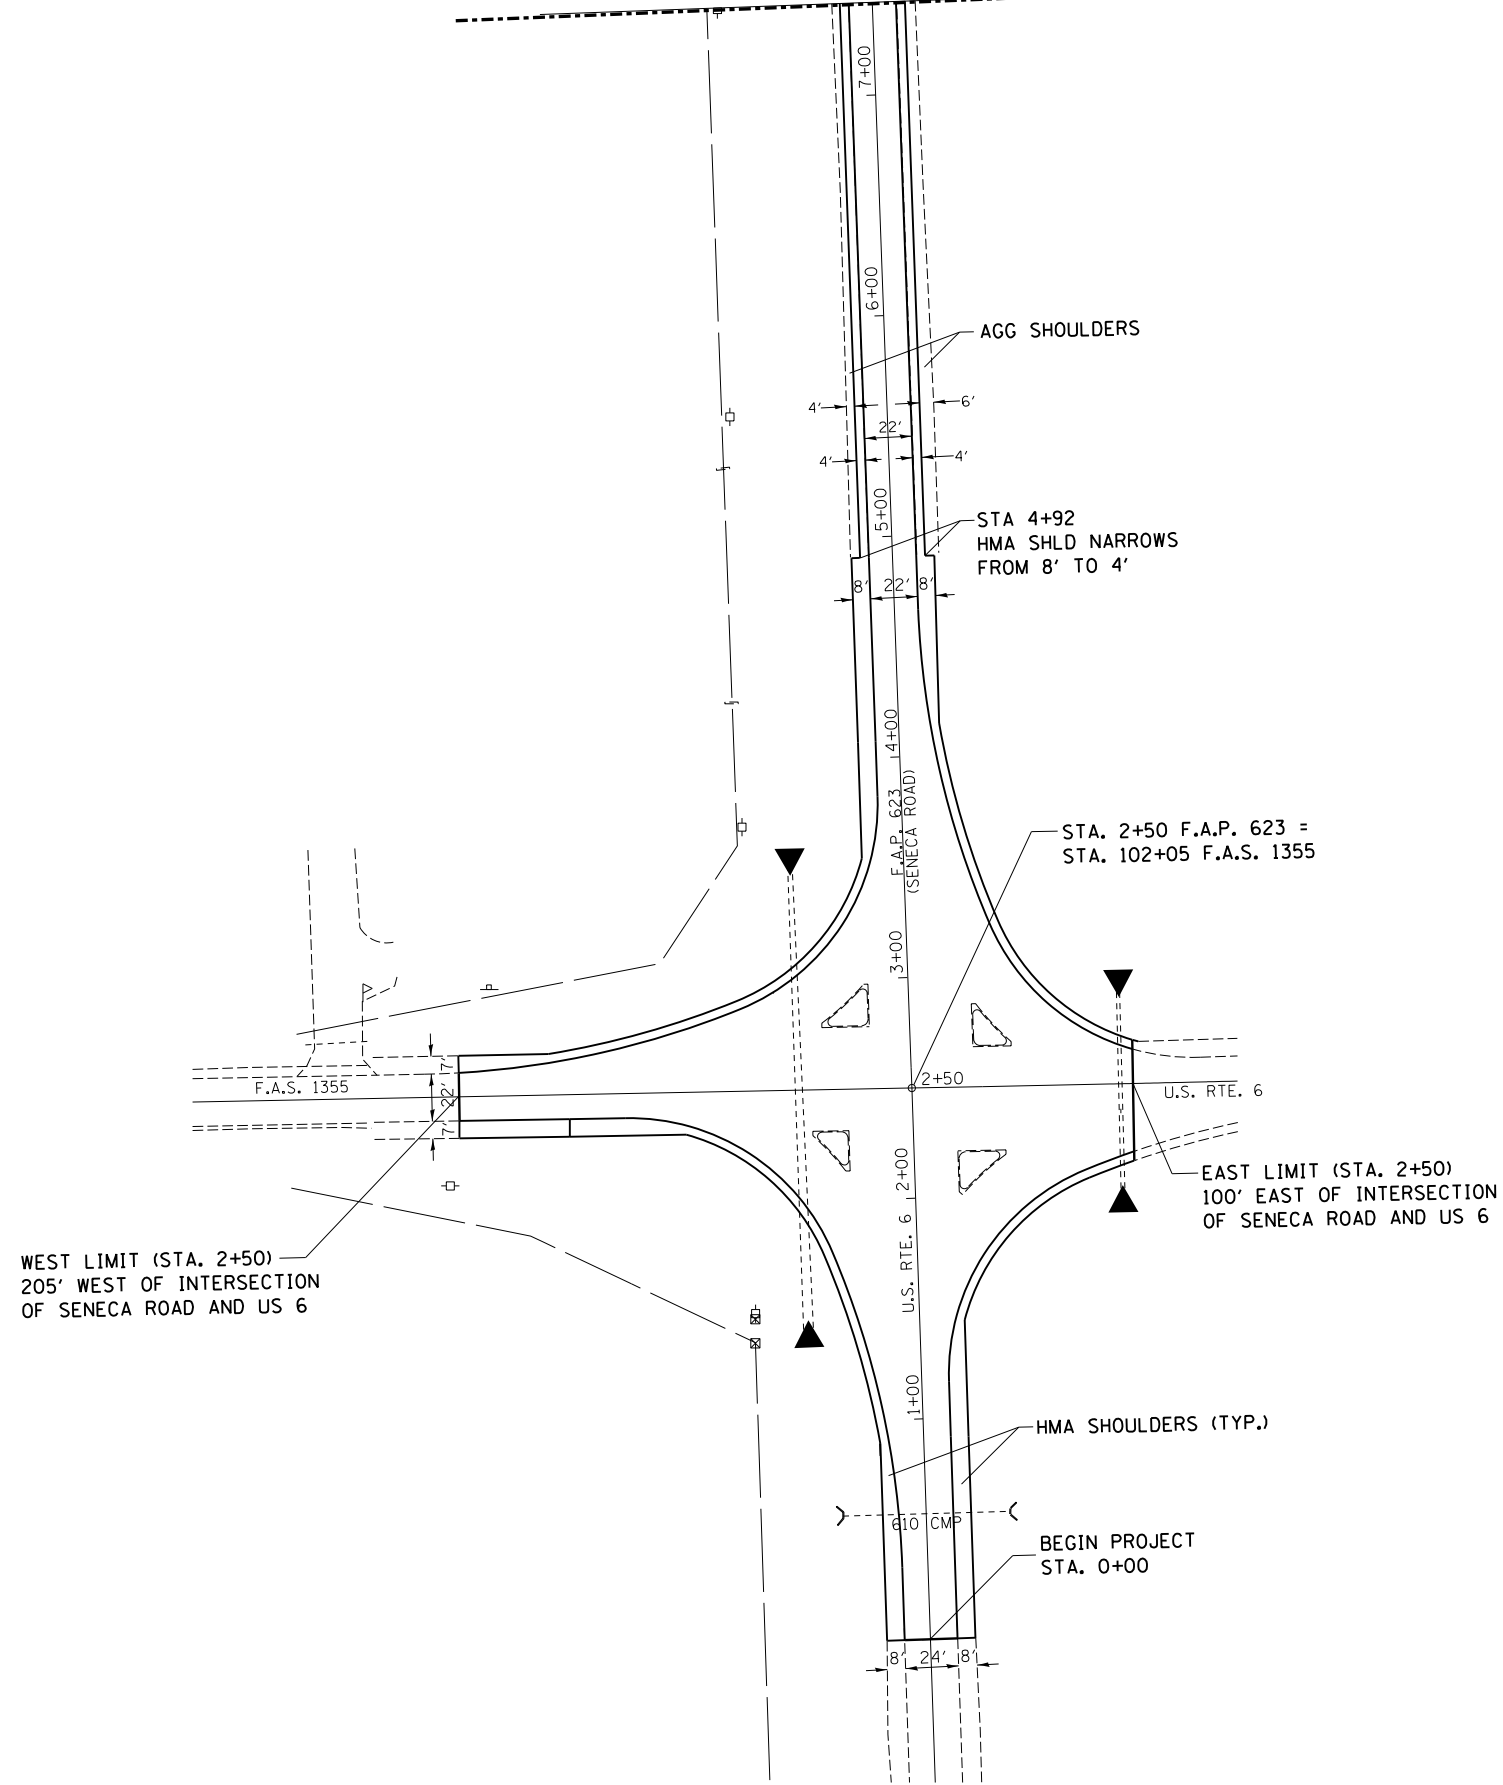 7+00
6+00
AGG SHOULDERS
4'
6'
22'
4'
4'
5+00
STA 4+92
HMA SHLD NARROWS
FROM 8' TO 4'
8'
22'
8'
4+00
F.A.P. 623
(SENECA ROAD)
STA. 2+50 F.A.P. 623 =
STA. 102+05 F.A.S. 1355
3+00
7'
F.A.S. 1355
22'
7'
2+50
U.S. RTE. 6
2+00
EAST LIMIT (STA. 2+50)
100' EAST OF INTERSECTION
OF SENECA ROAD AND US 6
U.S. RTE. 6
WEST LIMIT (STA. 2+50)
205' WEST OF INTERSECTION
OF SENECA ROAD AND US 6
1+00
HMA SHOULDERS (TYP.)
610 CMP
BEGIN PROJECT
STA. 0+00
8'
24'
8'